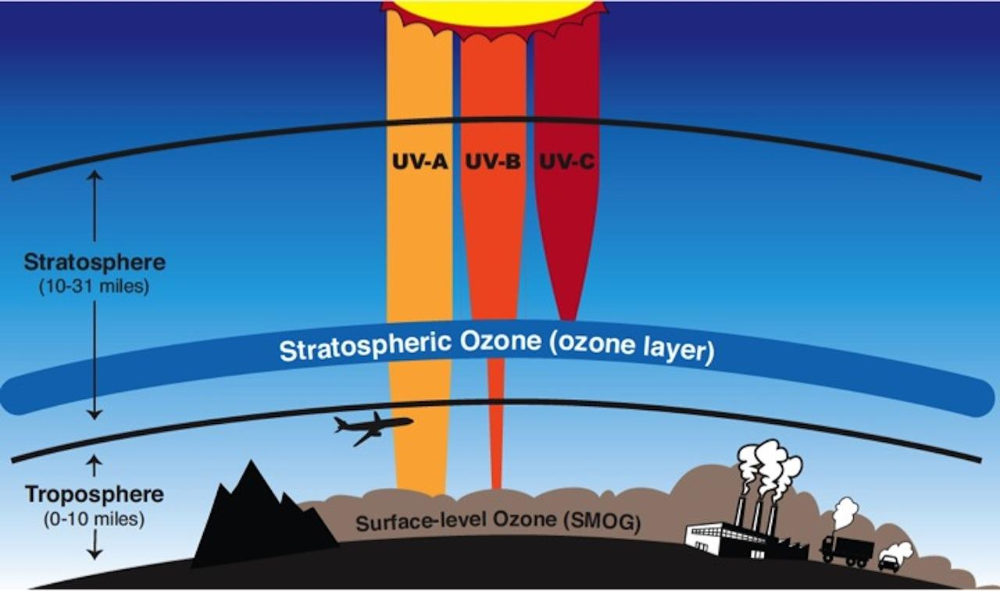 UV-A UV-B UV-C
Stratosphere
(10-31 miles)
Stratospheric Ozone (ozone layer)
Troposphere
(0-10 miles)
Surface-level Ozone (SMOG)